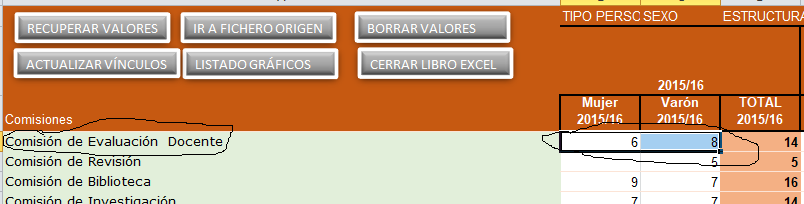 RECUPERAR VALORES IR A FICHERO ORIGEN BORRAR VALORES
TIPO PERSO SEXO ESTRUCTURA
ACTUALIZAR VÍNCULOS LISTADO GRÁFICOS CERRAR LIBRO EXCEL
2015/16
Mujer Varón TOTAL
Comisiones 2015/16 2015/16 2015/16
Comisión de Evaluación Docente 6 8 14
Comisión de Revisión 5 5
Comisión de Biblioteca 9 7 16
Comisión de Investigación 7 7 14